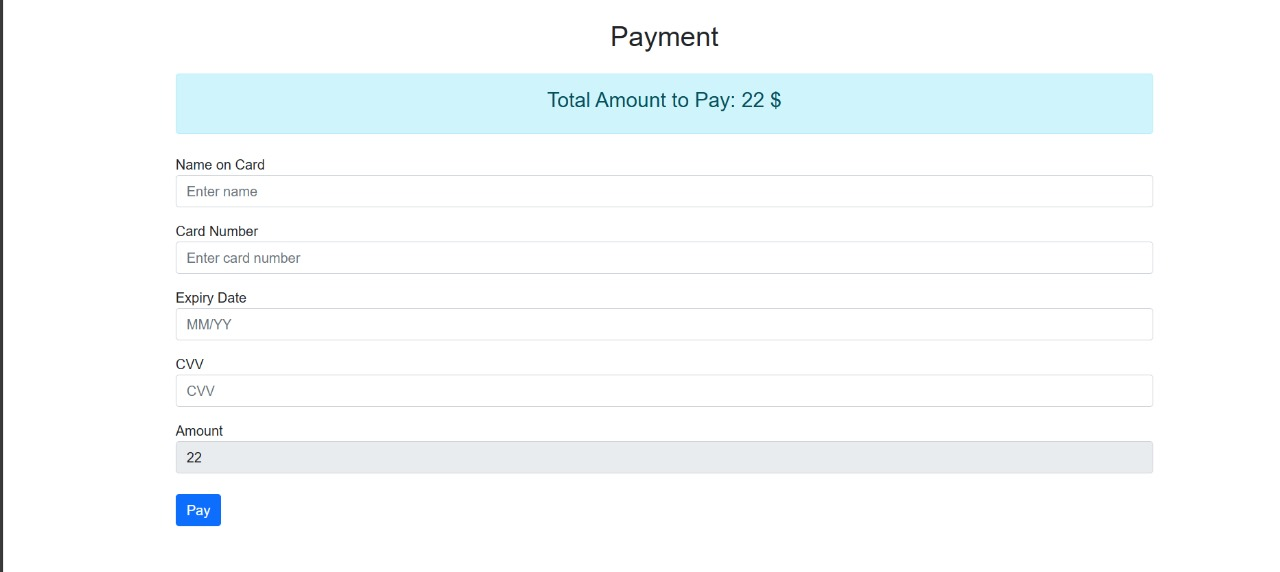 Payment
Total Amount to Pay: 22 $
Name on Card
Enter name
Card Number
Enter card number
Expiry Date
MM/YY
CVV
CVV
Amount
22
Pay